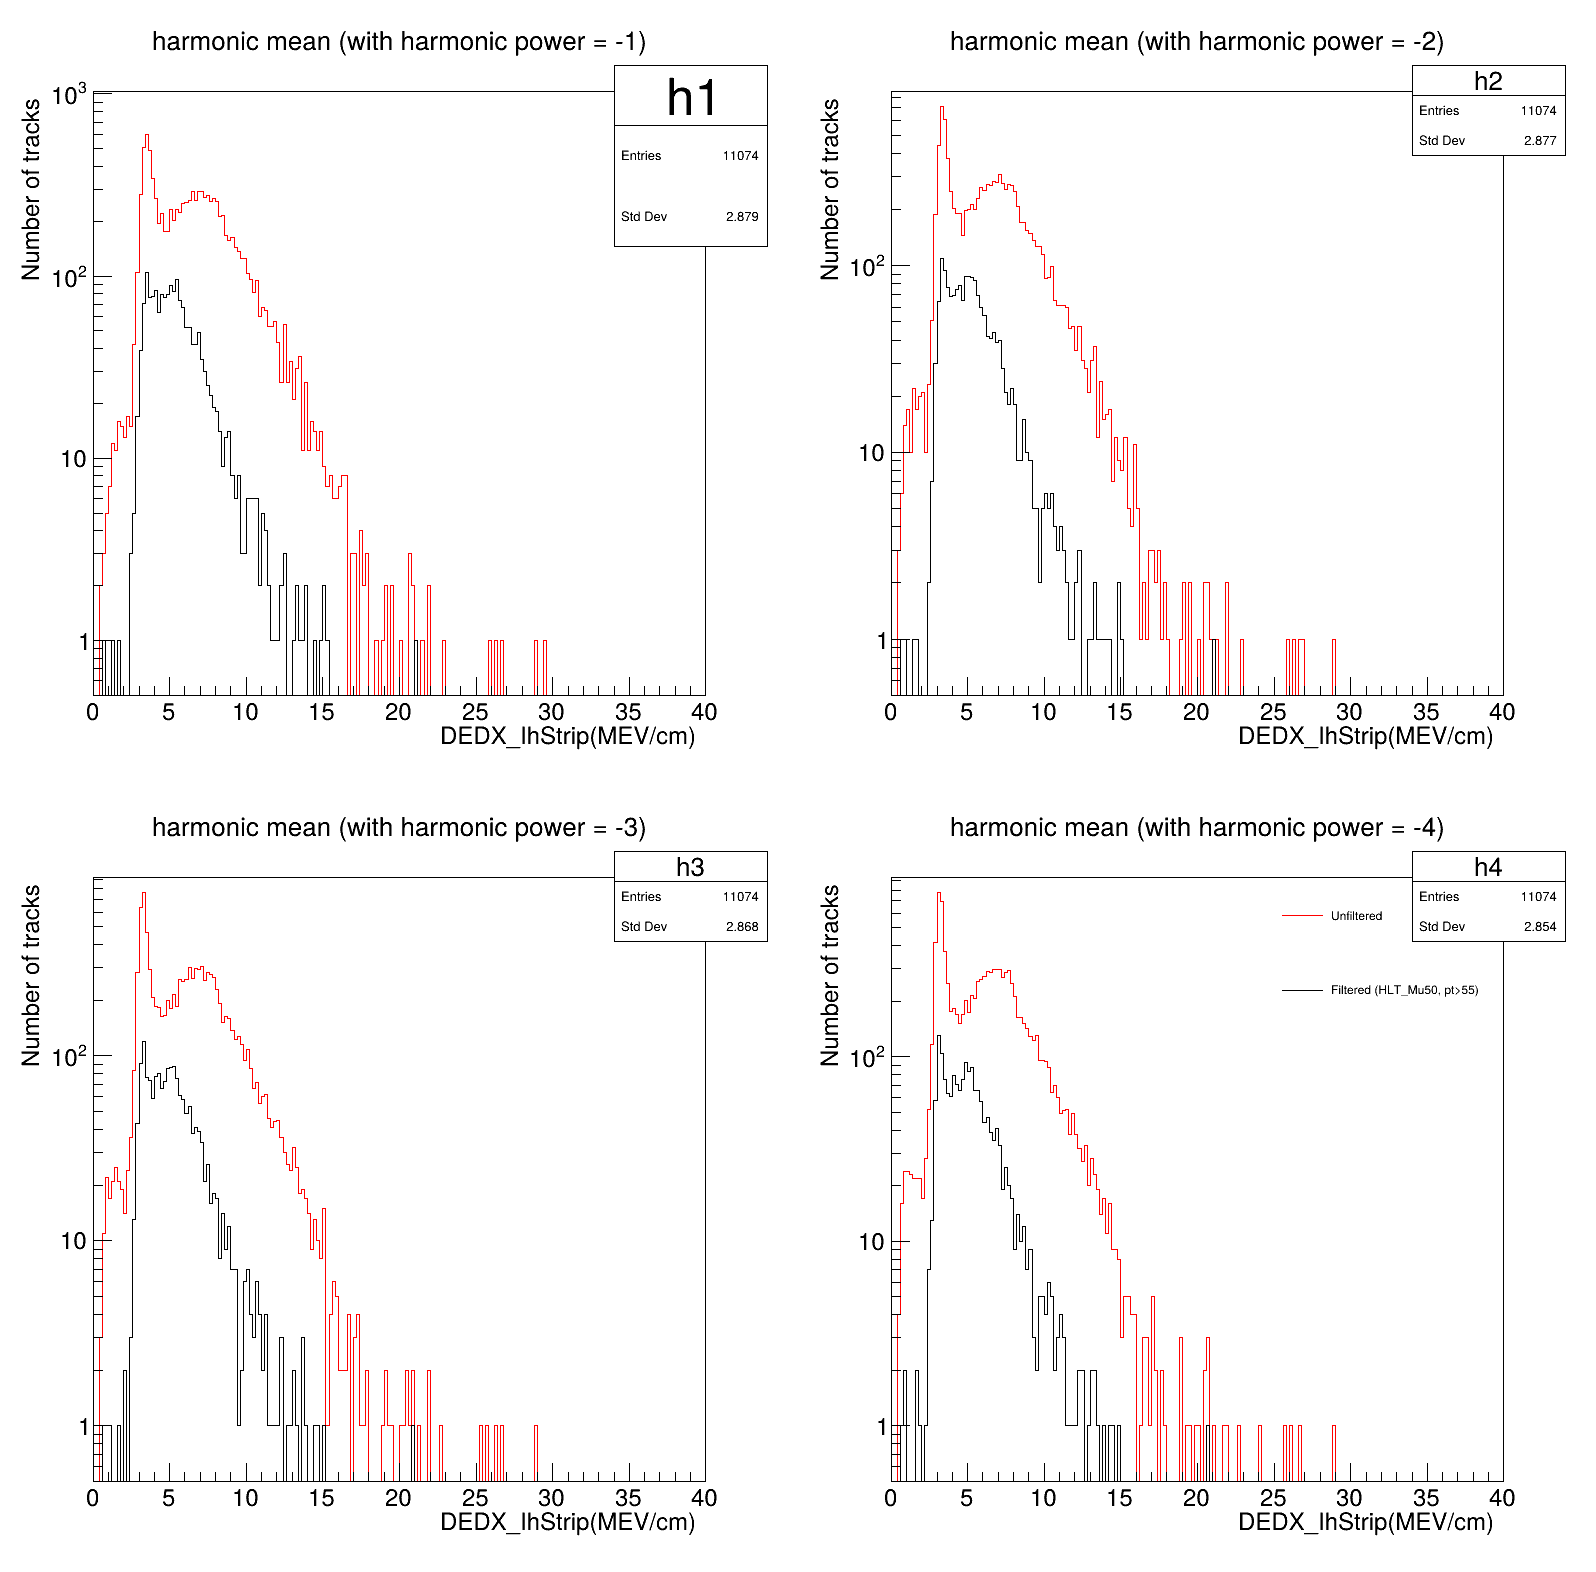 harmonic mean (with harmonic power = -1)
h1
Entries 11074
Std Dev 2.879
Number of tracks
10³
10²
10
1
0 5 10 15 20 25 30 35 40
DEDX_IhStrip(MEV/cm)
harmonic mean (with harmonic power = -2)
h2
Entries 11074
Std Dev 2.877
Number of tracks
10²
10
1
0 5 10 15 20 25 30 35 40
DEDX_IhStrip(MEV/cm)
harmonic mean (with harmonic power = -3)
h3
Entries 11074
Std Dev 2.868
Number of tracks
10²
10
1
0 5 10 15 20 25 30 35 40
DEDX_IhStrip(MEV/cm)
harmonic mean (with harmonic power = -4)
h4
Entries 11074
Std Dev 2.854
Unfiltered
Filtered (HLT_Mu50, pt>55)
Number of tracks
10²
10
1
0 5 10 15 20 25 30 35 40
DEDX_IhStrip(MEV/cm)